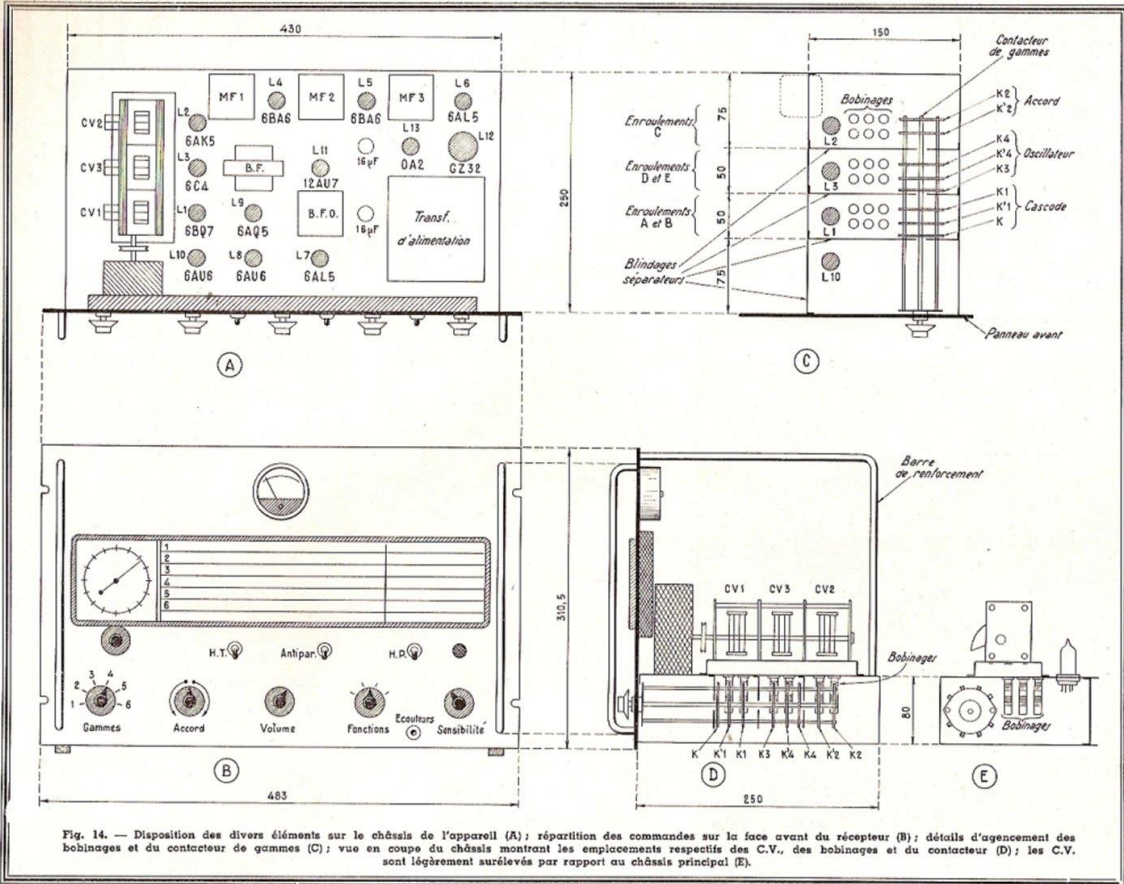 430
MF1
L4
6BA6
MF2
L5
6BA6
MF3
L6
6AL5
CV2
L2
6AK5
L13
OA2
L12
GZ32
16µF
CV3
L3
6C4
B.F.
L11
12AU7
CV1
L1
6BQ7
L9
6AQ5
B.F.O.
16µF
Transf.
d'alimentation
L10
6AU6
L8
6AU6
L7
6AL5
A
250
150
Contacteur
de gammes
75
50
50
75
Enroulements
C
Enroulements
D et E
Enroulements
A et B
Bobinages
L2
L3
L1
L10
K2
K'2
Accord
K4
K'4
K3
Oscillateur
K1
K'1
K
Cascode
Blindages
séparateurs
Panneau avant
C
1
2
3
4
5
6
H.T.
Antipar.
H.P.
1
2
3
4
5
6
Gammes
Accord
Volume
Fonctions
Ecouteurs
Sensibilité
B
483
310,5
Barre
de renforcement
CV1
CV3
CV2
Bobinages
K
K'1
K1
K3
K'4
K4
K'2
K2
D
250
80
Bobinages
E
Fig. 14. — Disposition des divers éléments sur le châssis de l'appareil (A) ; répartition des commandes sur la face avant du récepteur (B) ; détails d'agencement des
bobinages et du contacteur de gammes (C) ; vue en coupe du châssis montrant les emplacements respectifs des C.V., des bobinages et du contacteur (D) ; les C.V.
sont légèrement surélevés par rapport au châssis principal (E).